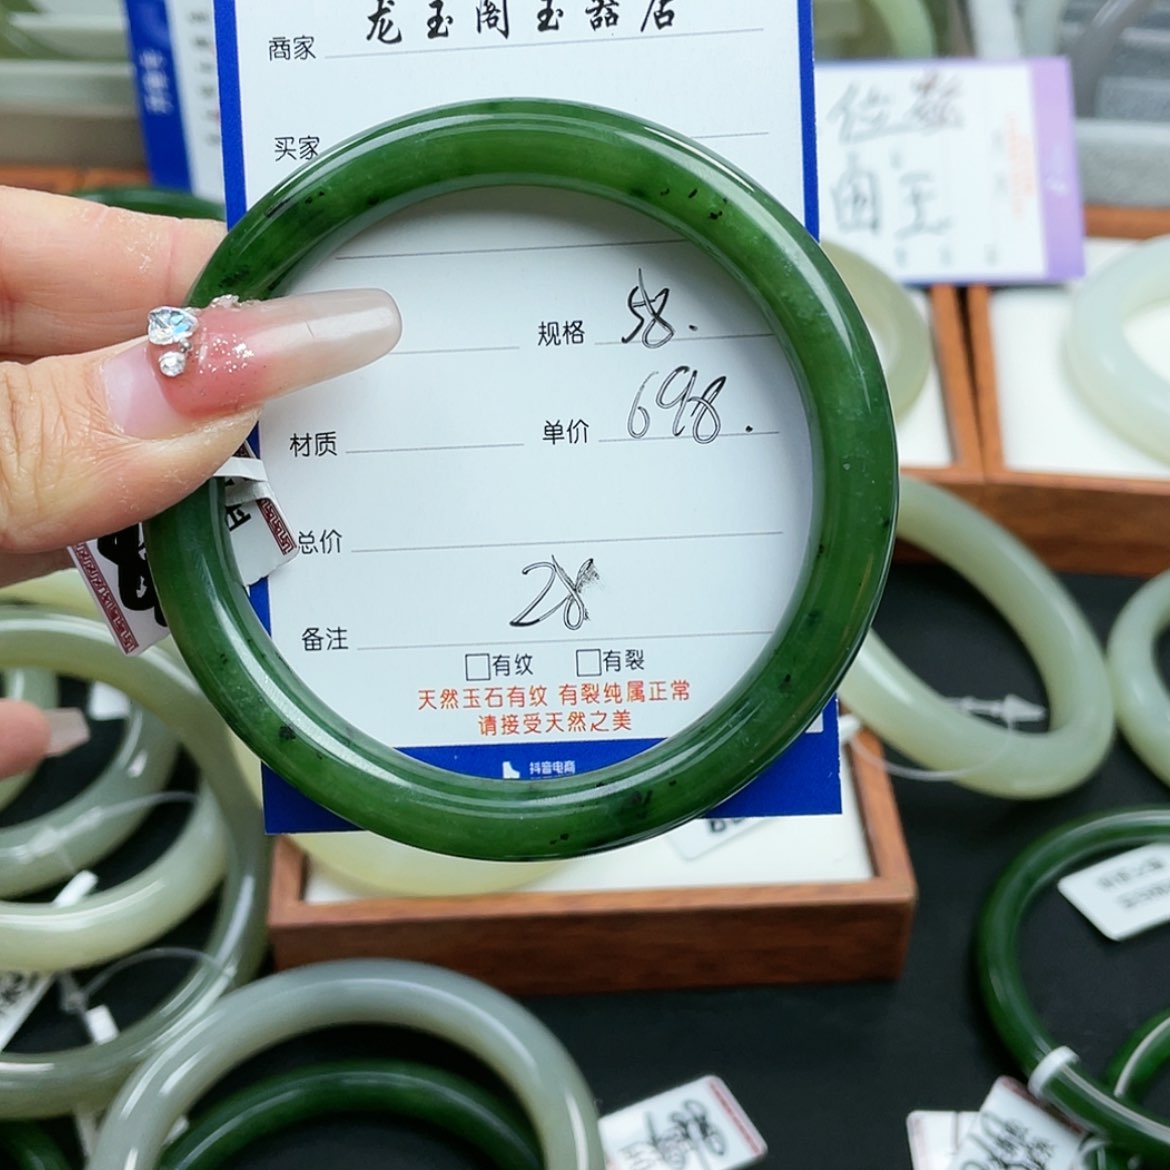 商家 龙玉阁玉器店
买家
规格 58.
材质 单价 698.
总价
备注 28
□有纹 □有裂
天然玉石有纹 有裂纯属正常
请接受天然之美
抖音电商